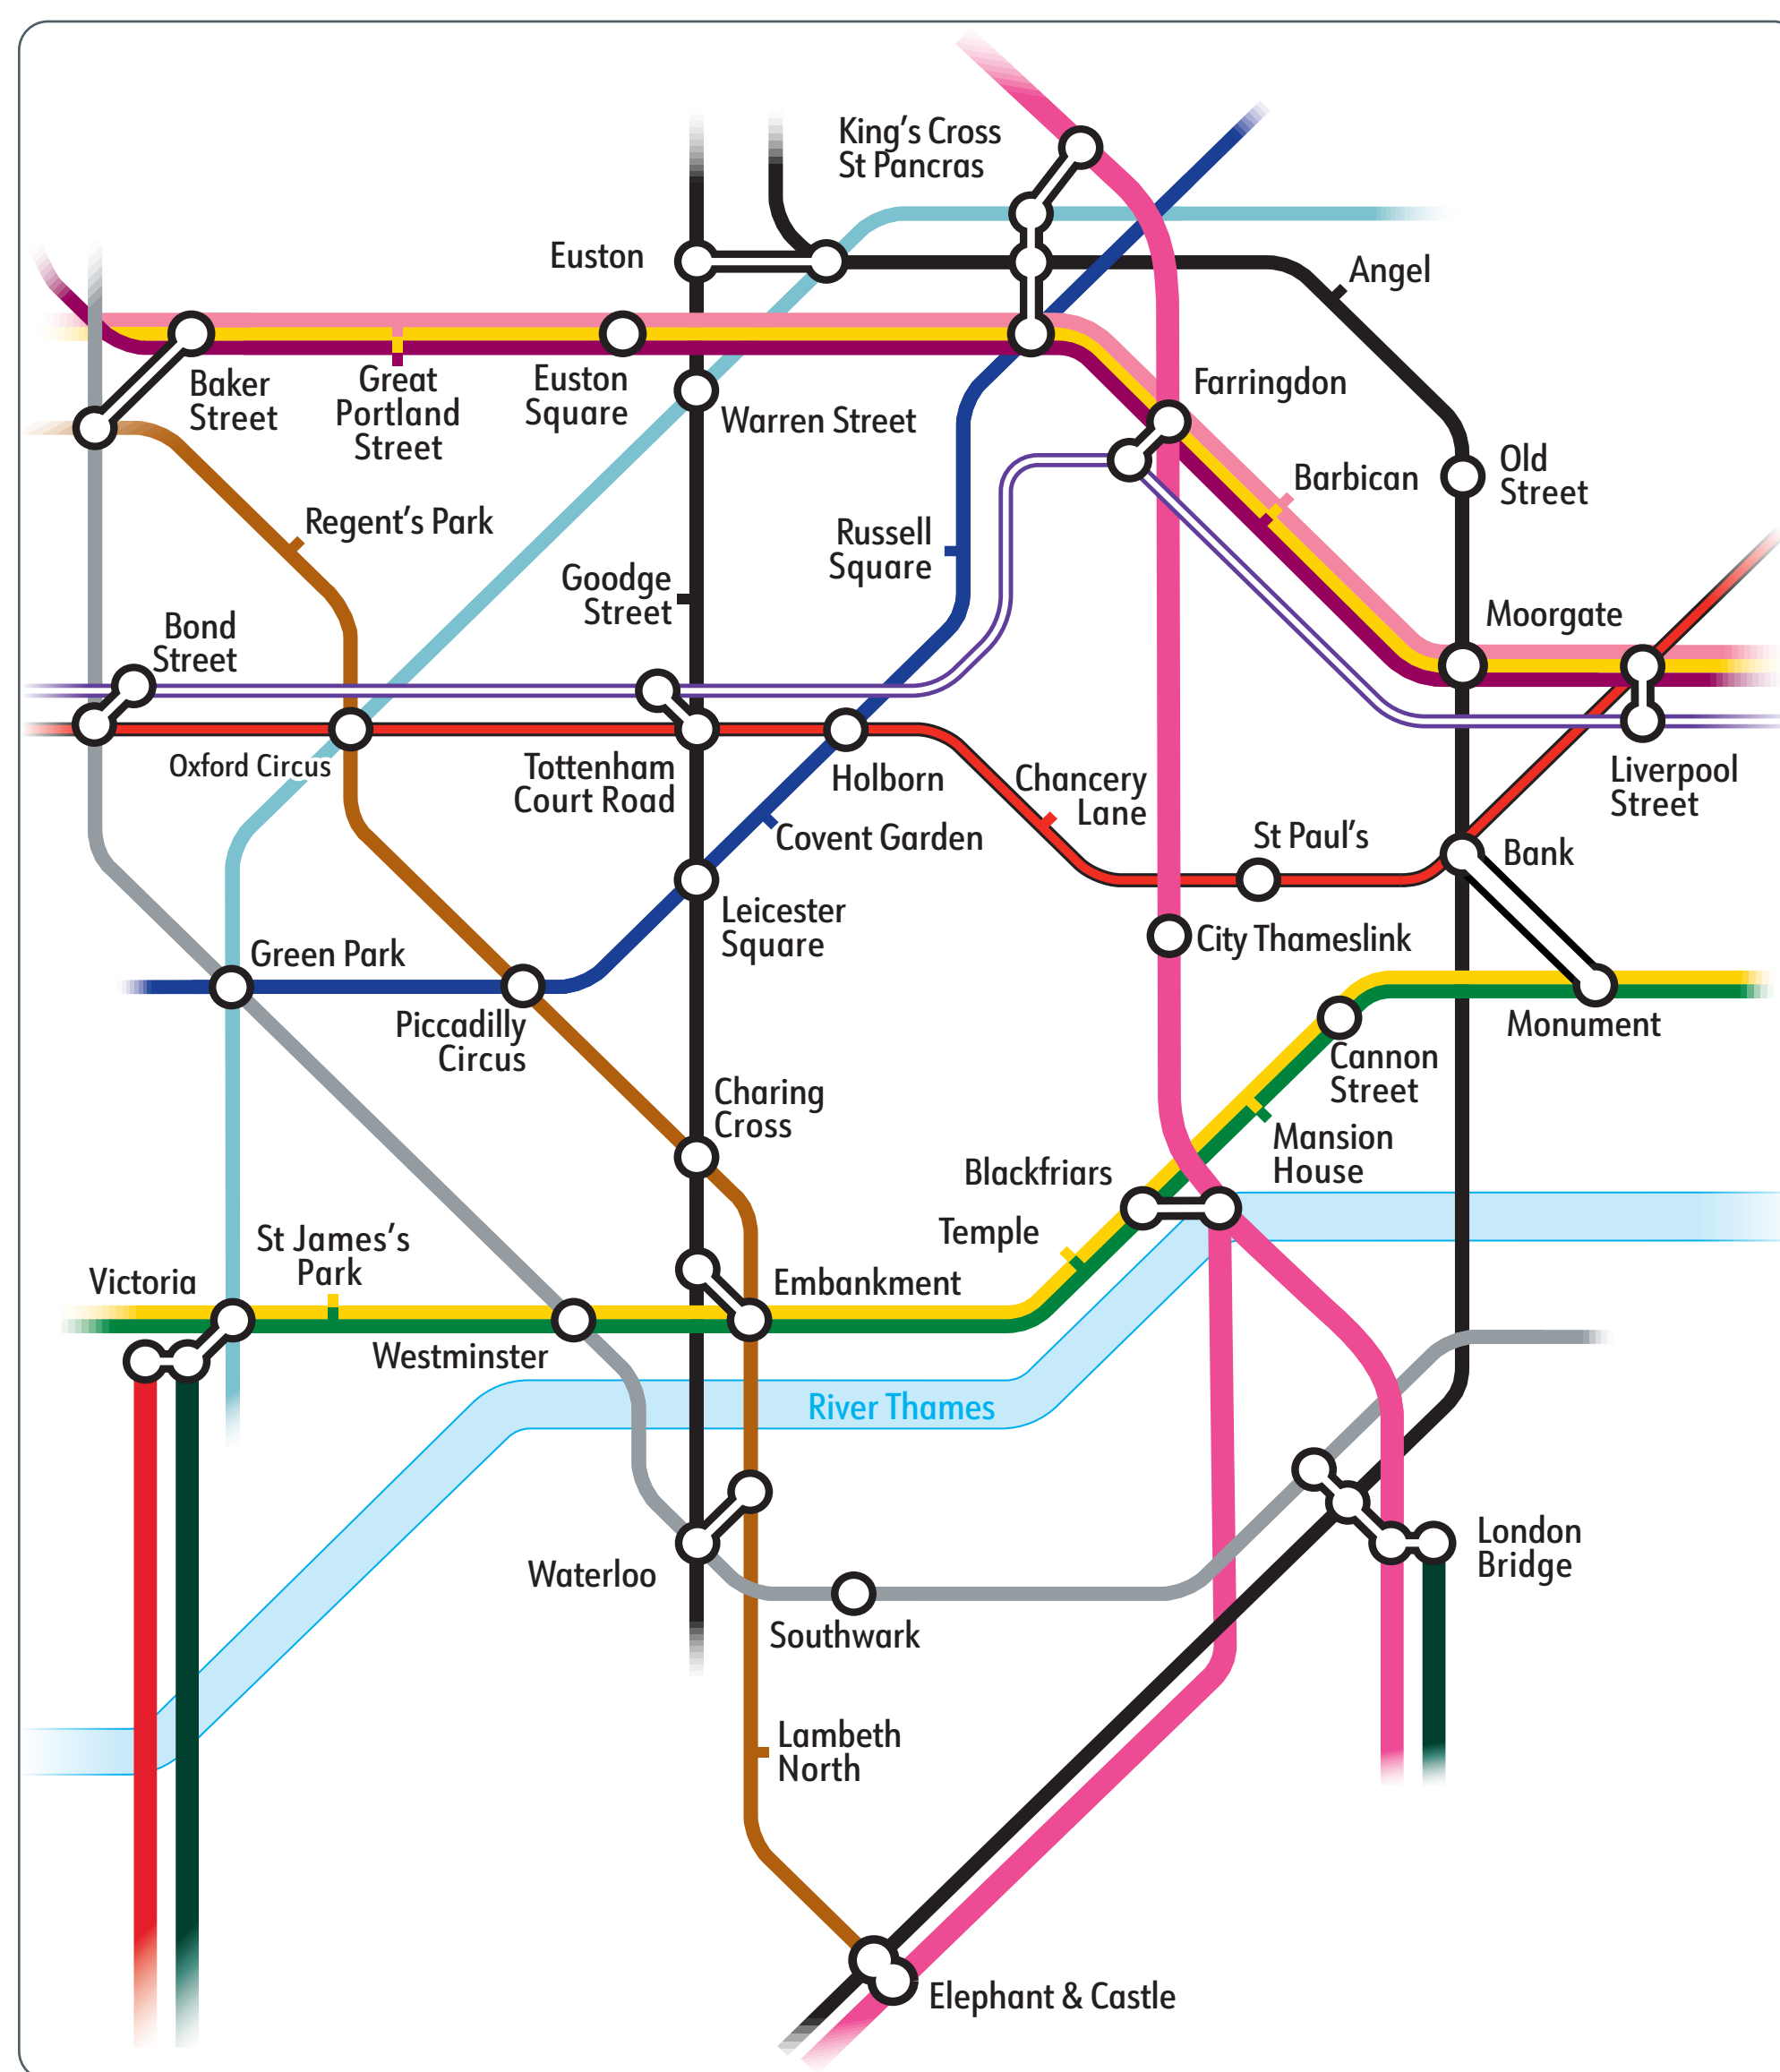 King's Cross
St Pancras
Euston
Angel
Baker
Street
Great
Portland
Street
Euston
Square
Warren Street
Farringdon
Old
Street
Barbican
Regent's Park
Russell
Square
Goodge
Street
Bond
Street
Moorgate
Oxford Circus
Tottenham
Court Road
Holborn
Chancery
Lane
Covent Garden
St Paul's
Bank
Liverpool
Street
Leicester
Square
City Thameslink
Green Park
Piccadilly
Circus
Monument
Cannon
Street
Charing
Cross
Mansion
House
Blackfriars
Temple
St James's
Park
Victoria
Embankment
Westminster
River Thames
London
Bridge
Waterloo
Southwark
Lambeth
North
Elephant & Castle